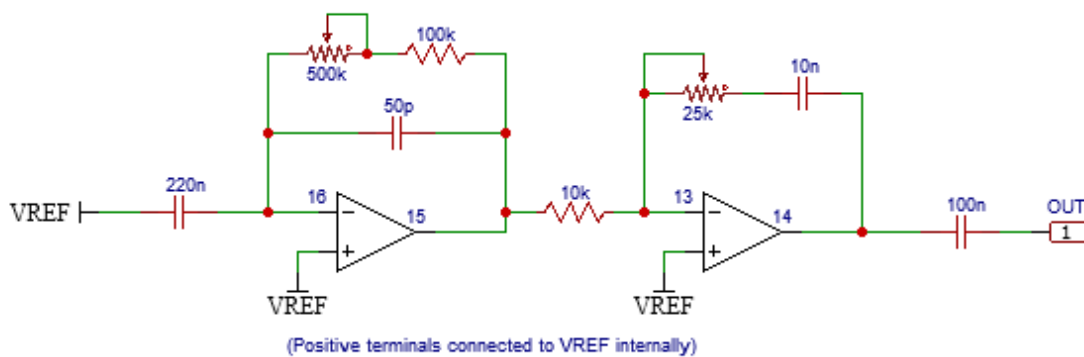 100k
500k
50p
10n
25k
220n
VREF
16
15
10k
13
14
100n
OUT
1
VREF
VREF
(Positive terminals connected to VREF internally)